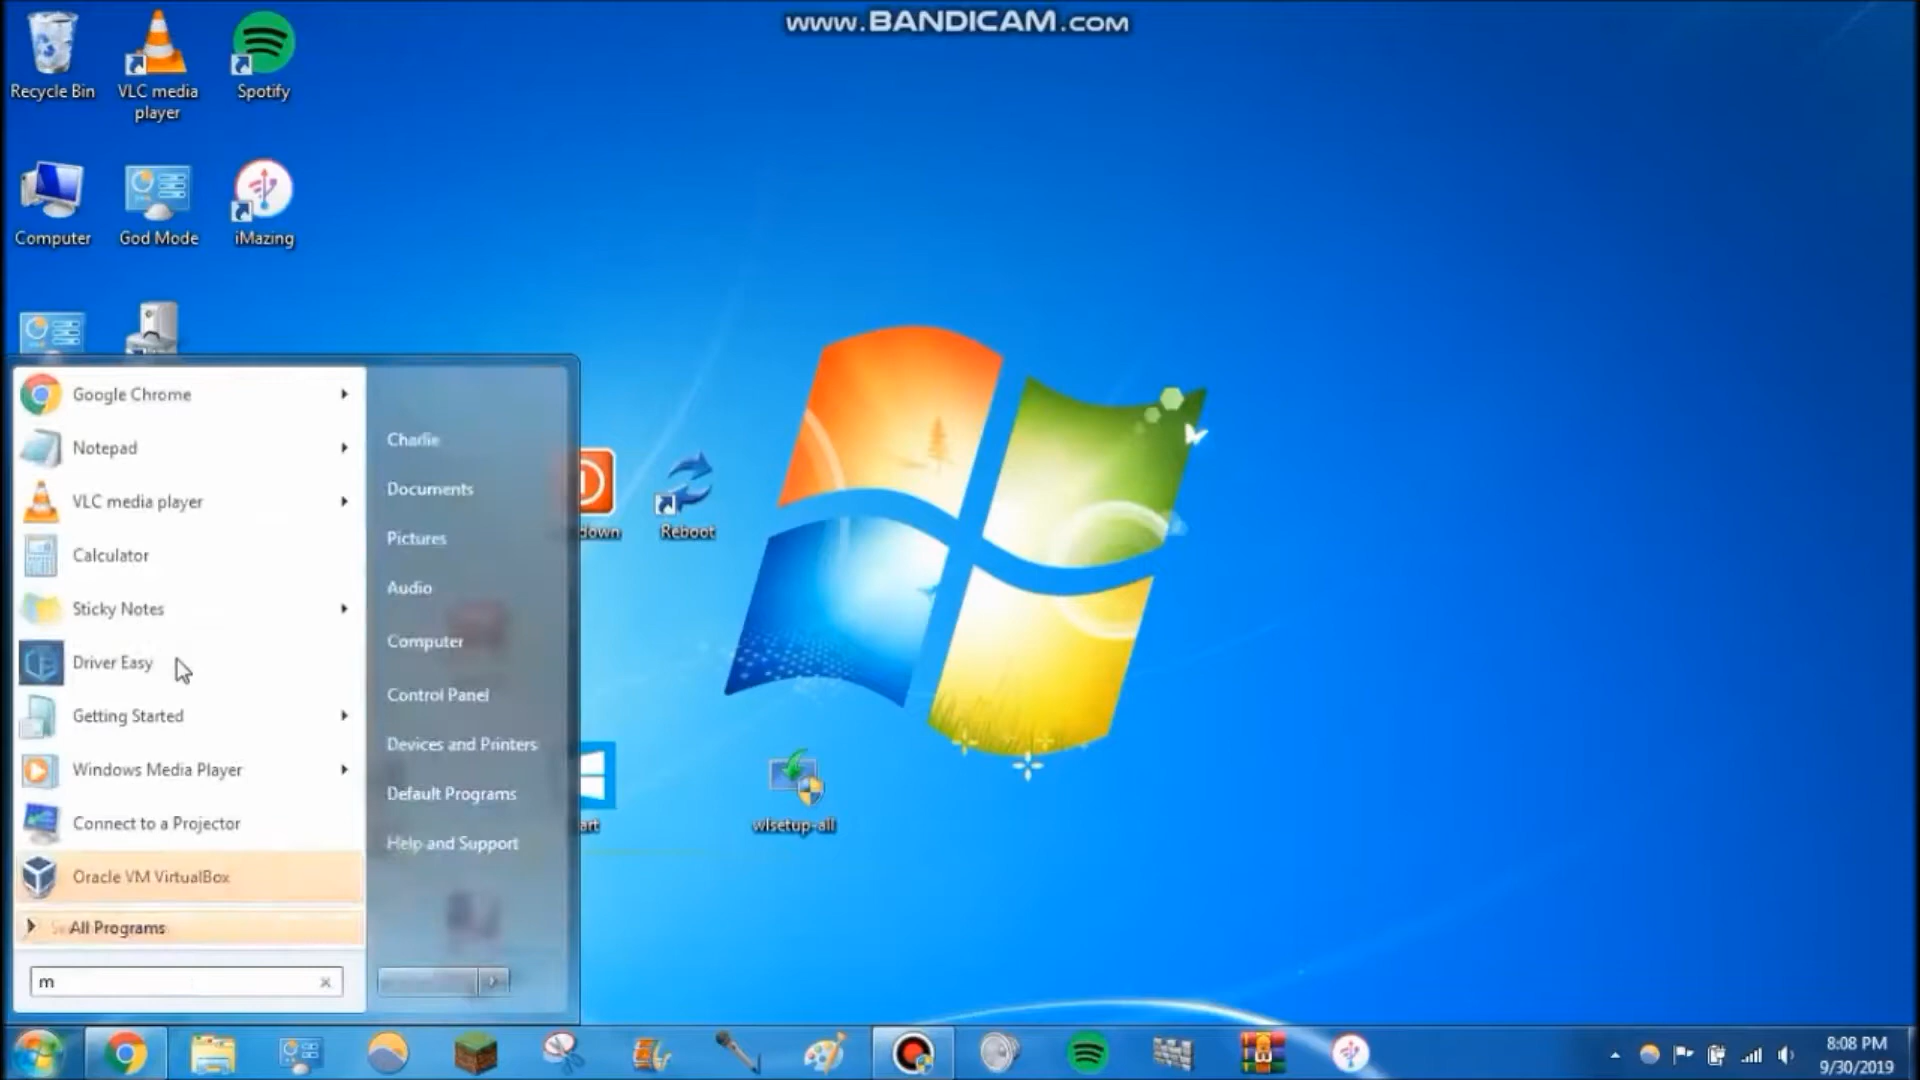 www.BANDICAM.com
Recycle Bin
VLC media
player
Spotify
Computer
God Mode
iMazing
Google Chrome
Notepad
VLC media player
Calculator
Sticky Notes
Driver Easy
Getting Started
Windows Media Player
Connect to a Projector
Oracle VM VirtualBox
All Programs
m
Charlie
Documents
Pictures
Audio
Computer
Control Panel
Devices and Printers
Default Programs
Help and Support
down
Reboot
art
wlsetup-all
8:08 PM
9/30/2019